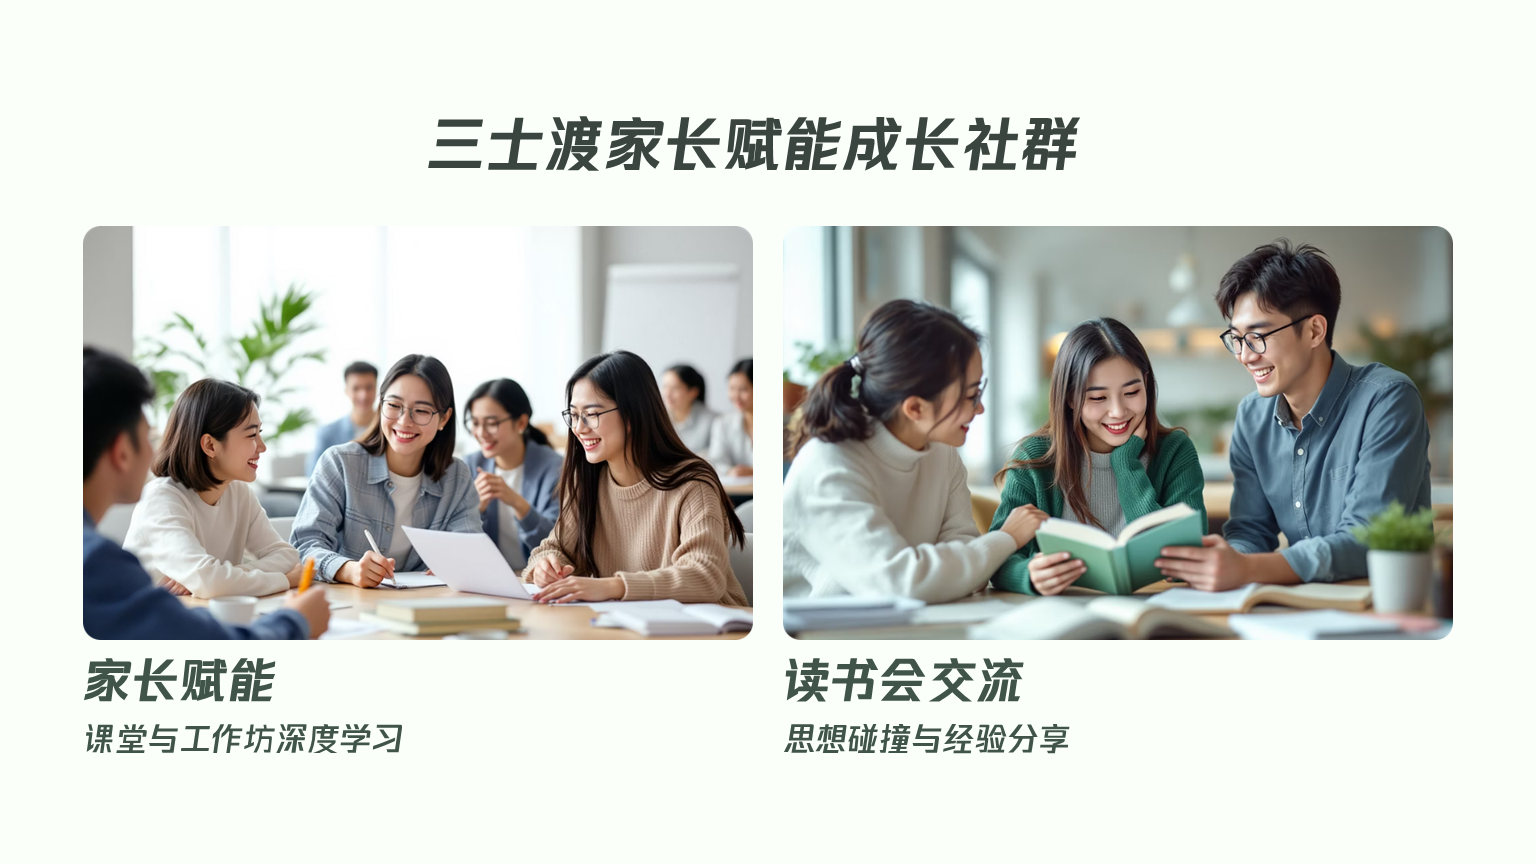 三士渡家长赋能成长社群
家长赋能
课堂与工作坊深度学习
读书会交流
思想碰撞与经验分享